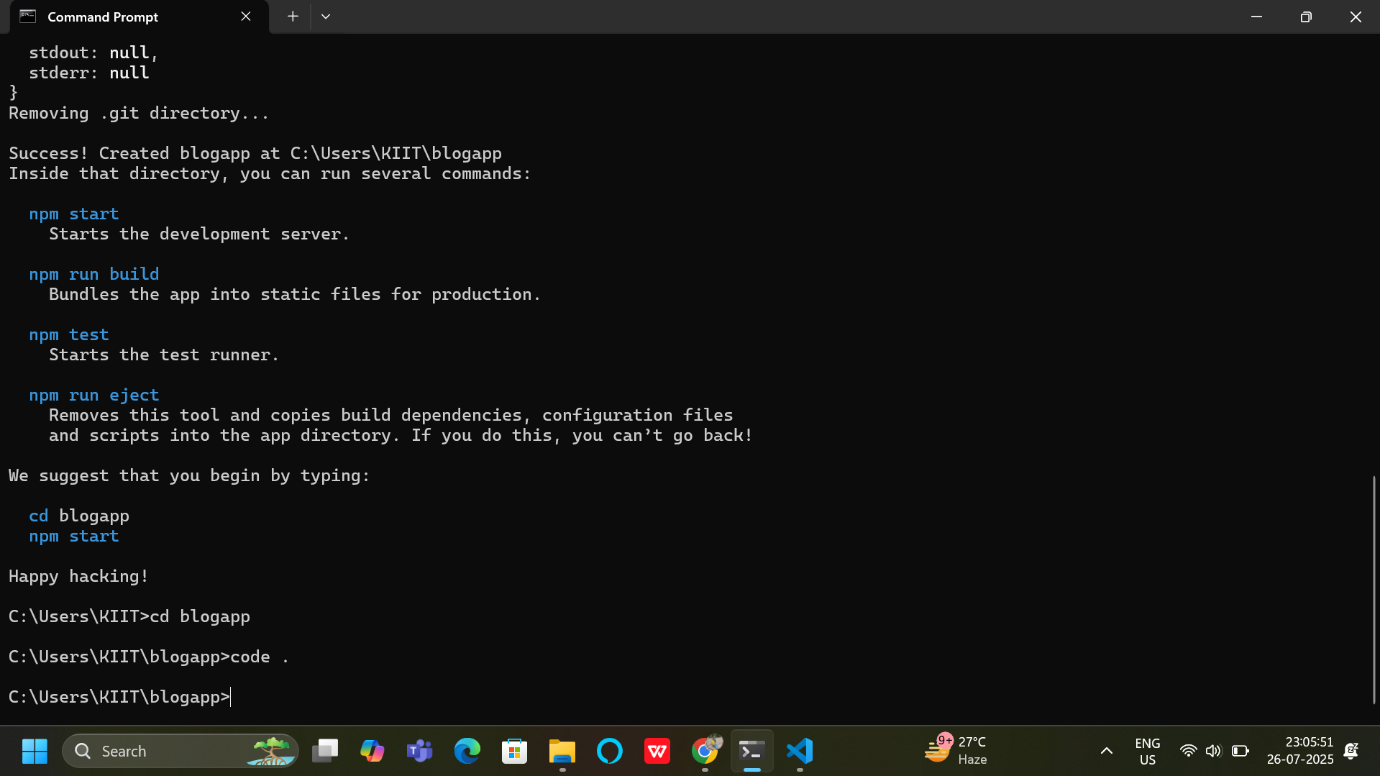 Command Prompt
stdout: null,
stderr: null
}
Removing .git directory...
Success! Created blogapp at C:\Users\KIIT\blogapp
Inside that directory, you can run several commands:
npm start
Starts the development server.
npm run build
Bundles the app into static files for production.
npm test
Starts the test runner.
npm run eject
Removes this tool and copies build dependencies, configuration files
and scripts into the app directory. If you do this, you can’t go back!
We suggest that you begin by typing:
cd blogapp
npm start
Happy hacking!
C:\Users\KIIT>cd blogapp
C:\Users\KIIT\blogapp>code .
C:\Users\KIIT\blogapp>
Search
9+
27°C
Haze
ENG
US
23:05:51
26-07-2025